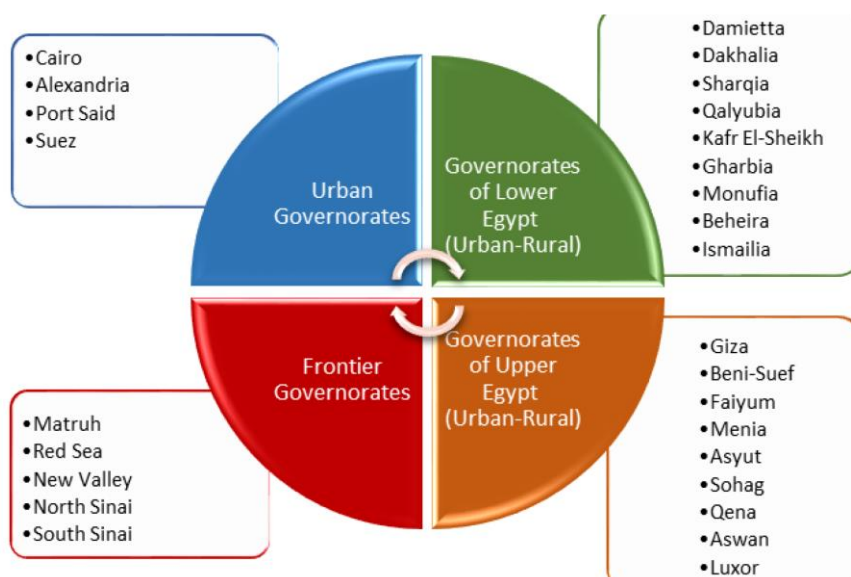 •Cairo
•Alexandria
•Port Said
•Suez
Urban
Governorates
Governorates
of Lower
Egypt
(Urban-Rural)
•Damietta
•Dakhalia
•Sharqia
•Qalyubia
•Kafr El-Sheikh
•Gharbia
•Monufia
•Beheira
•Ismailia
Frontier
Governorates
•Matruh
•Red Sea
•New Valley
•North Sinai
•South Sinai
Governorates
of Upper
Egypt
(Urban-Rural)
•Giza
•Beni-Suef
•Faiyum
•Menia
•Asyut
•Sohag
•Qena
•Aswan
•Luxor